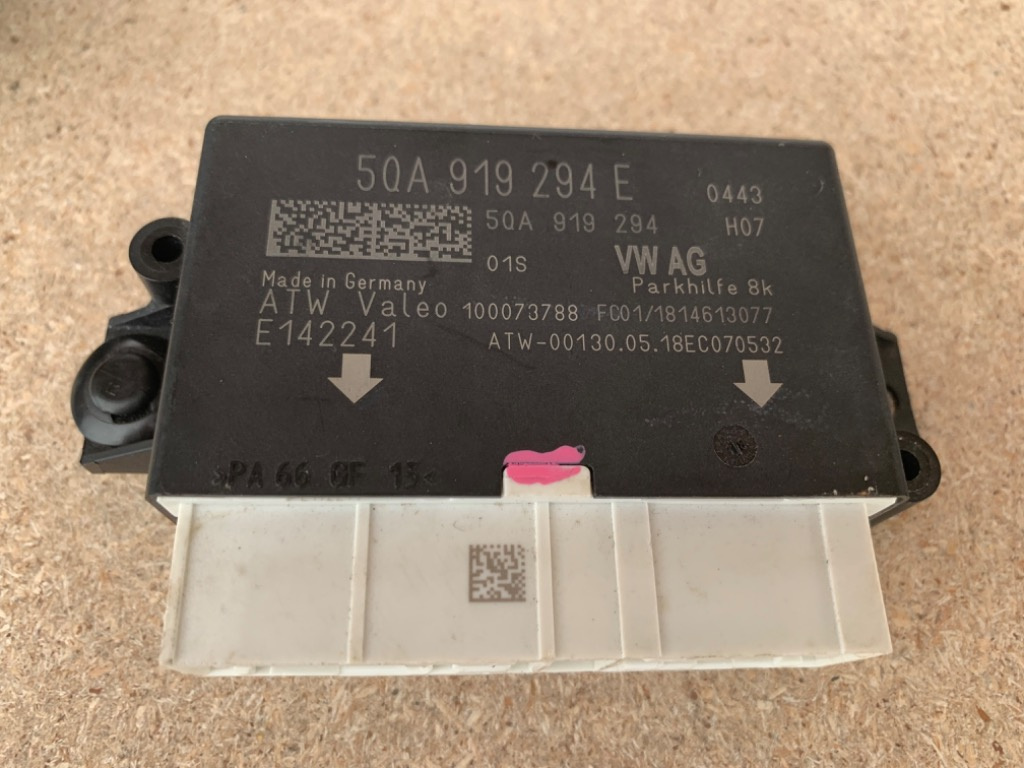 5QA 919 294 E
0443
5QA 919 294
H07
01S
VW AG
Made in Germany
Parkhilfe 8k
ATW Valeo 100073788 FC01/1814613077
E142241
ATW-00130.05.18EC070532
>PA 66 GF 15<